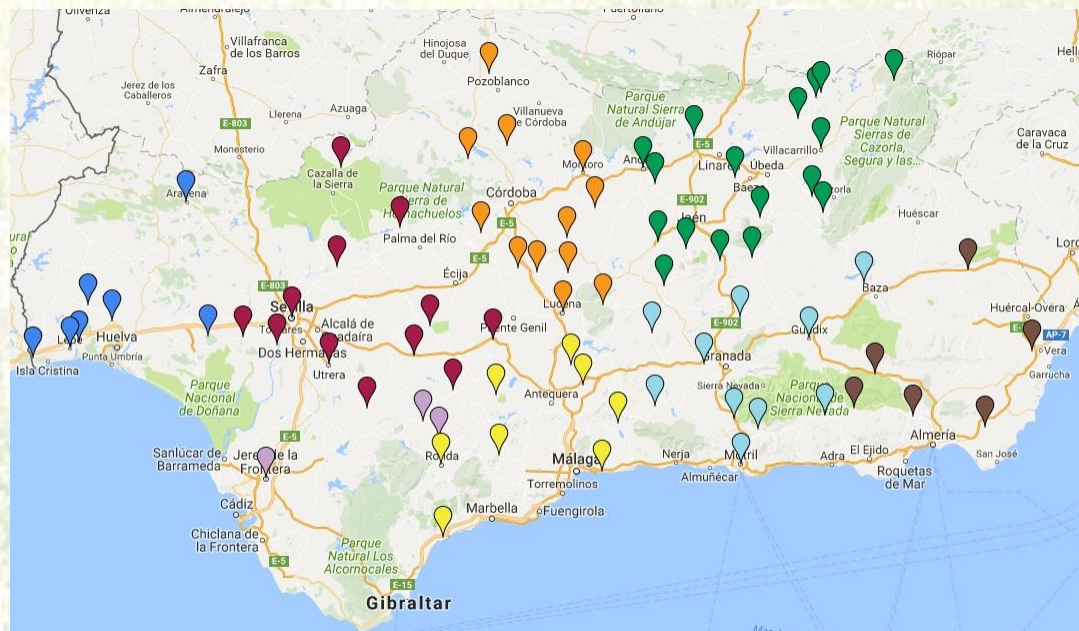 Olivenza
Almendralejo
Puertollano
Villafranca
de los Barros
Hinojosa
del Duque
Riópar
Hell
Zafra
Pozoblanco
Jerez de los
Caballeros
Azuaga
Llerena
Villanueva
de Córdoba
Parque
Natural Sierra
de Andújar
E-803
Parque Natural
Sierras de
Cazorla,
Segura y las...
Caravaca
de la Cruz
Monesterio
E-5
Villacarrillo
Linares
Úbeda
Montoro
Cazalla de
la Sierra
Aracena
Parque Natural
Sierra de
Hornachuelos
Córdoba
E-902
Huéscar
Jaén
E-5
Palma del Río
E-5
Écija
Baza
E-803
Sevilla
Lucena
Huércal-Overa
Alcalá de
Guadaíra
Puente Genil
E-902
Guadix
AP-7
Huelva
Dos Hermanas
Granada
Vera
Punta Umbría
Isla Cristina
Utrera
Garrucha
Parque
Nacional
de Doñana
Antequera
Sierra Nevada
Parque
Nacional de
Sierra Nevada
Almería
Sanlúcar de
Barrameda
Jerez de la
Frontera
E-5
Ronda
Málaga
Nerja
Motril
Adra
El Ejido
San José
Almuñécar
Roquetas
de Mar
Torremolinos
Cádiz
Marbella
Fuengirola
Chiclana de
la Frontera
Parque
Natural Los
Alcornocales
E-5
E-15
Gibraltar